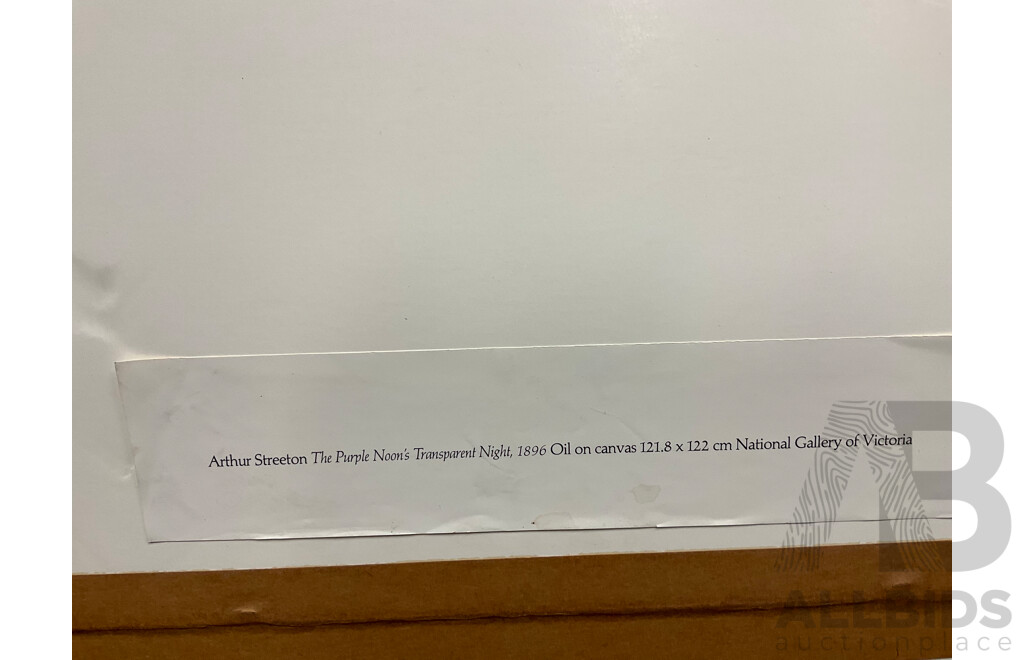 Arthur Streeton The Purple Noon's Transparent Night, 1896 Oil on canvas 121.8 x 122 cm National Gallery of Victoria
AB
ALLBIDS
auctionplace